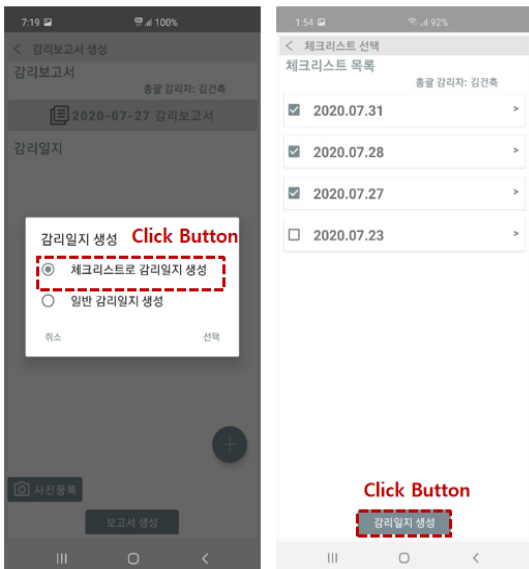 7:19 100%
< 감리보고서 생성
감리보고서
총괄 감리자: 김건축
2020-07-27 감리보고서
감리일지
감리일지 생성 Click Button
체크리스트로 감리일지 생성
일반 감리일지 생성
취소 선택
+
사진등록
보고서 생성
1:54 92%
< 체크리스트 선택
체크리스트 목록
총괄 감리자: 김건축
2020.07.31 >
2020.07.28 >
2020.07.27 >
2020.07.23 >
Click Button
감리일지 생성